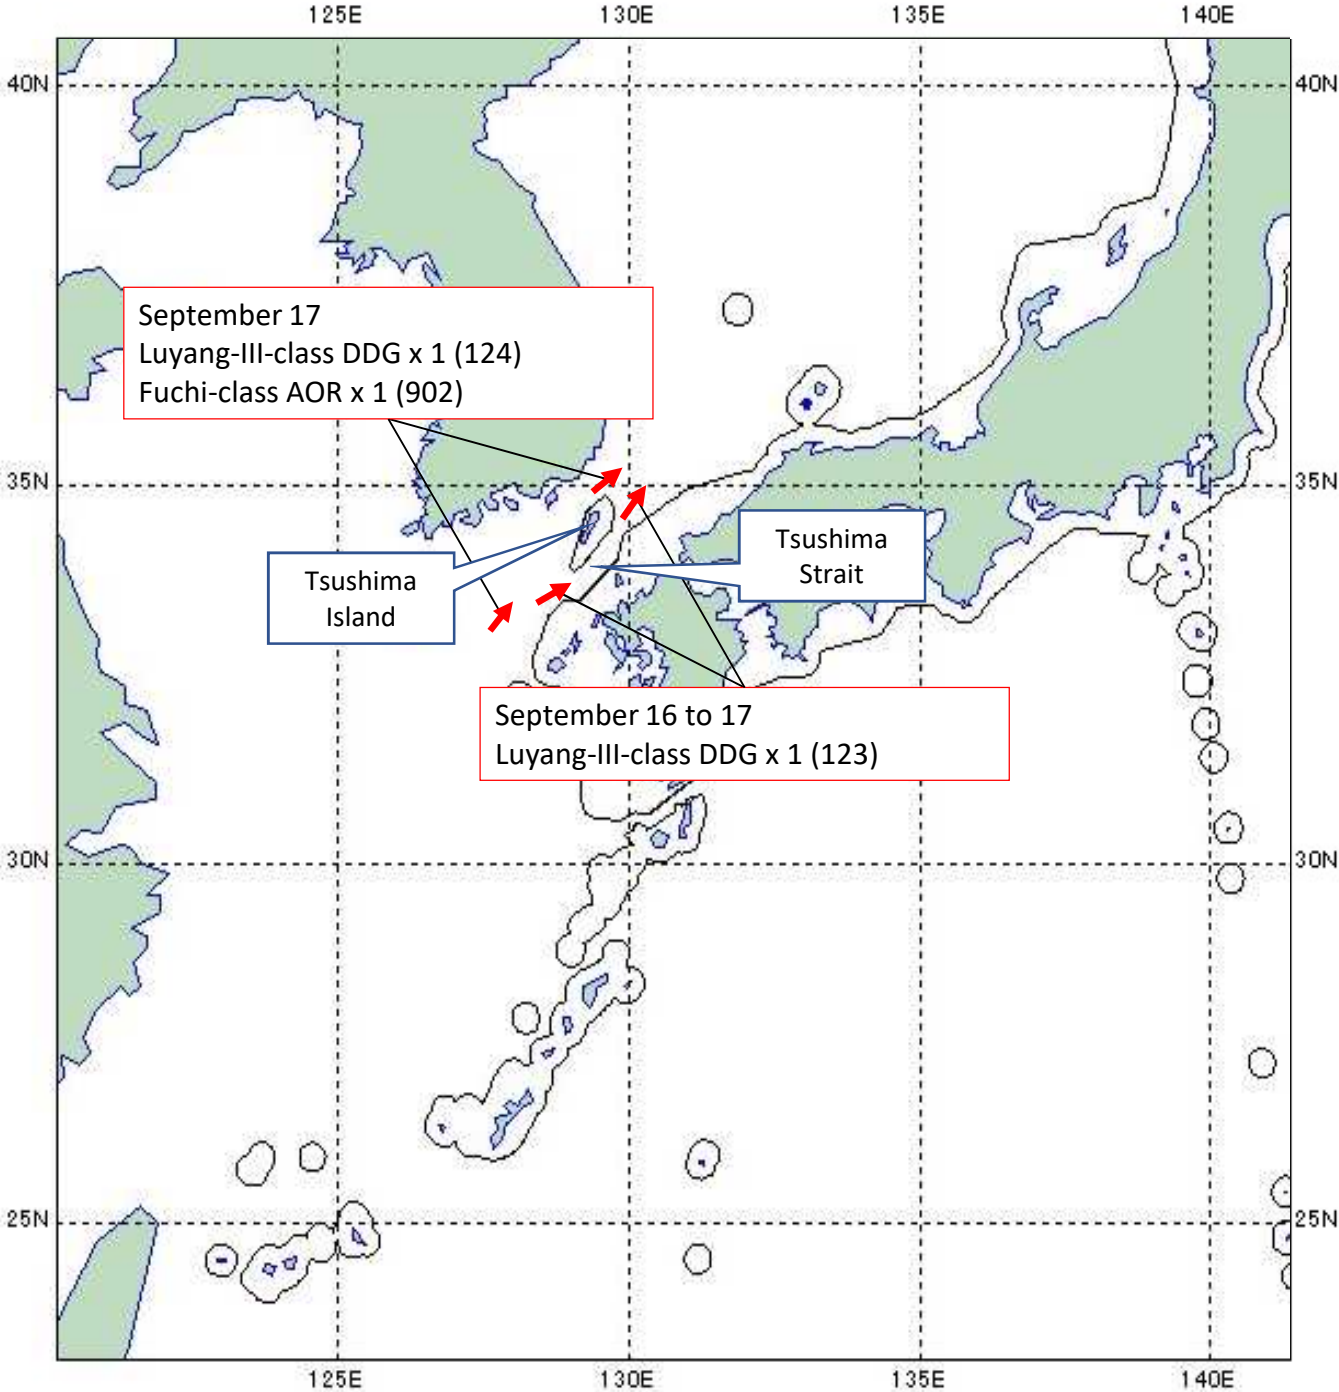 125E 130E 135E 140E
40N 40N
September 17
Luyang-III-class DDG x 1 (124)
Fuchi-class AOR x 1 (902)
35N 35N
Tsushima
Strait
Tsushima
Island
September 16 to 17
Luyang-III-class DDG x 1 (123)
30N 30N
25N 25N
125E 130E 135E 140E